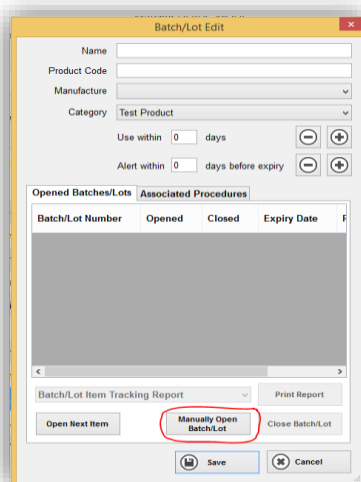 Batch/Lot Edit
Name
Product Code
Manufacture
Category Test Product
Use within 0 days
Alert within 0 days before expiry
Opened Batches/Lots Associated Procedures
Batch/Lot Number Opened Closed Expiry Date
Batch/Lot Item Tracking Report Print Report
Open Next Item Manually Open Batch/Lot Close Batch/Lot
Save Cancel